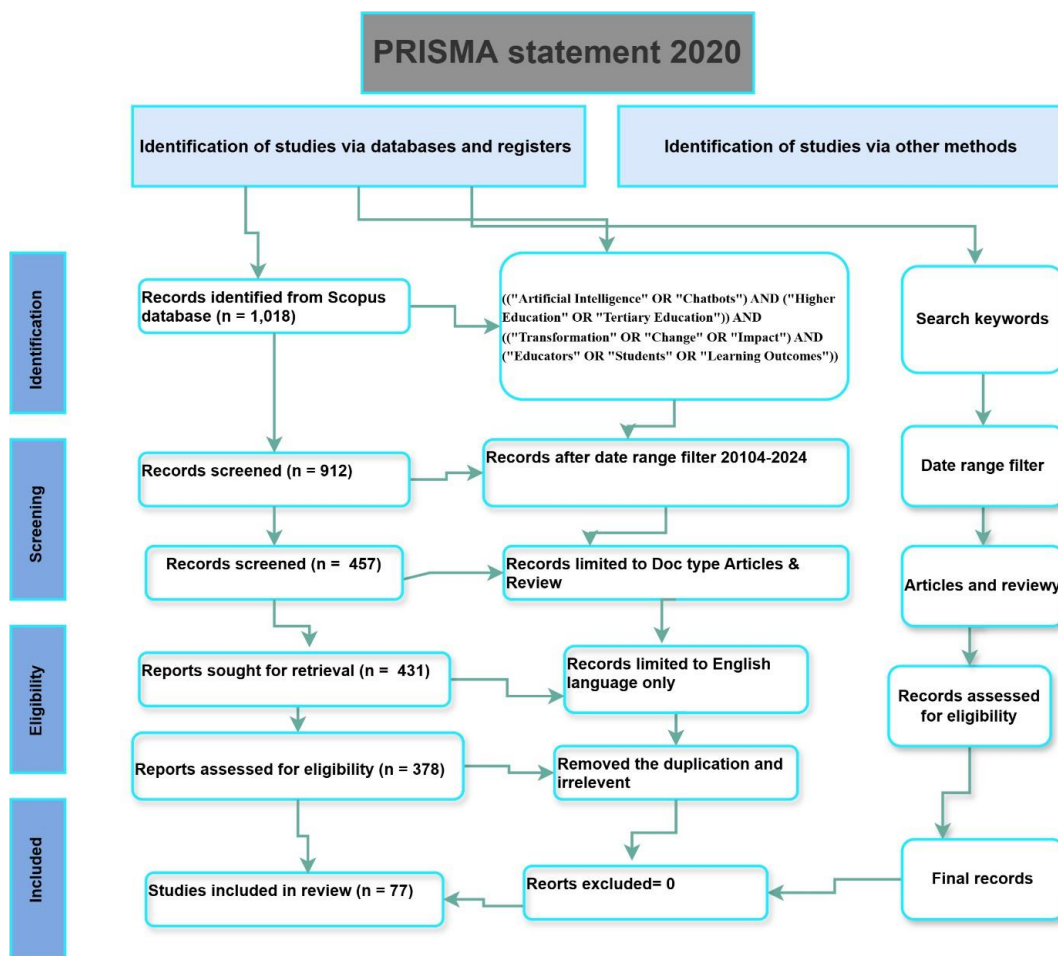 PRISMA statement 2020
Identification of studies via databases and registers
Identification of studies via other methods
Identification
Records identified from Scopus
database (n = 1,018)
(("Artificial Intelligence" OR "Chatbots") AND ("Higher
Education" OR "Tertiary Education")) AND
(("Transformation" OR "Change" OR "Impact") AND
("Educators" OR "Students" OR "Learning Outcomes"))
Search keywords
Screening
Records screened (n = 912)
Records after date range filter 20104-2024
Date range filter
Records screened (n = 457)
Records limited to Doc type Articles &
Review
Articles and reviewy
Eligibility
Reports sought for retrieval (n = 431)
Records limited to English
language only
Records assessed
for eligibility
Reports assessed for eligibility (n = 378)
Removed the duplication and
irrelevent
Included
Studies included in review (n = 77)
Reorts excluded= 0
Final records